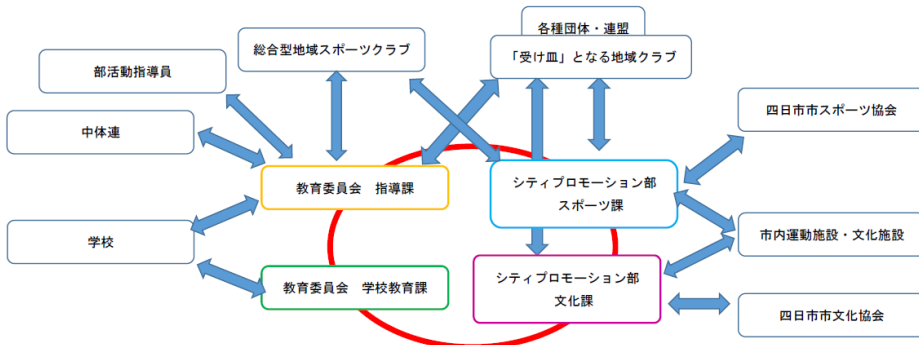 各種団体・連盟
総合型地域スポーツクラブ
「受け皿」となる地域クラブ
部活動指導員
中体連
四日市市スポーツ協会
教育委員会　指導課
シティプロモーション部
スポーツ課
学校
市内運動施設・文化施設
教育委員会　学校教育課
シティプロモーション部
文化課
四日市市文化協会